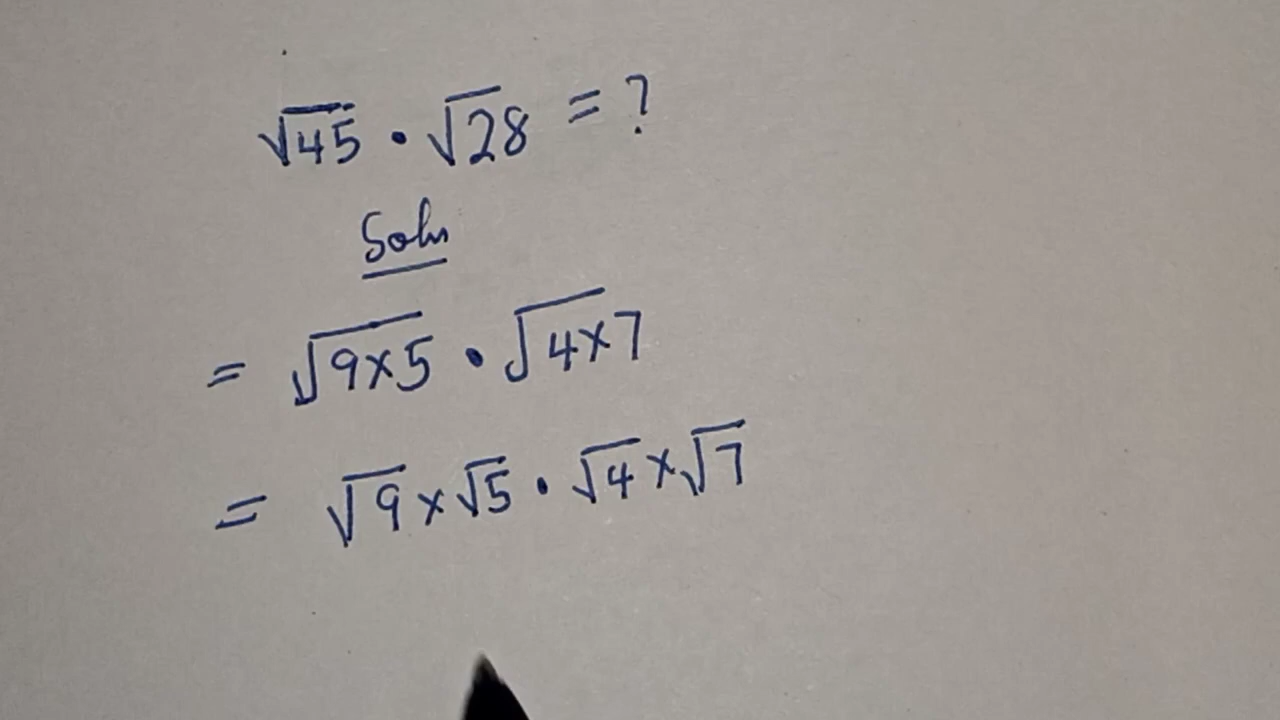 √45 · √28 = ?
Soln
= √9×5 · √4×7
= √9 × √5 · √4 × √7